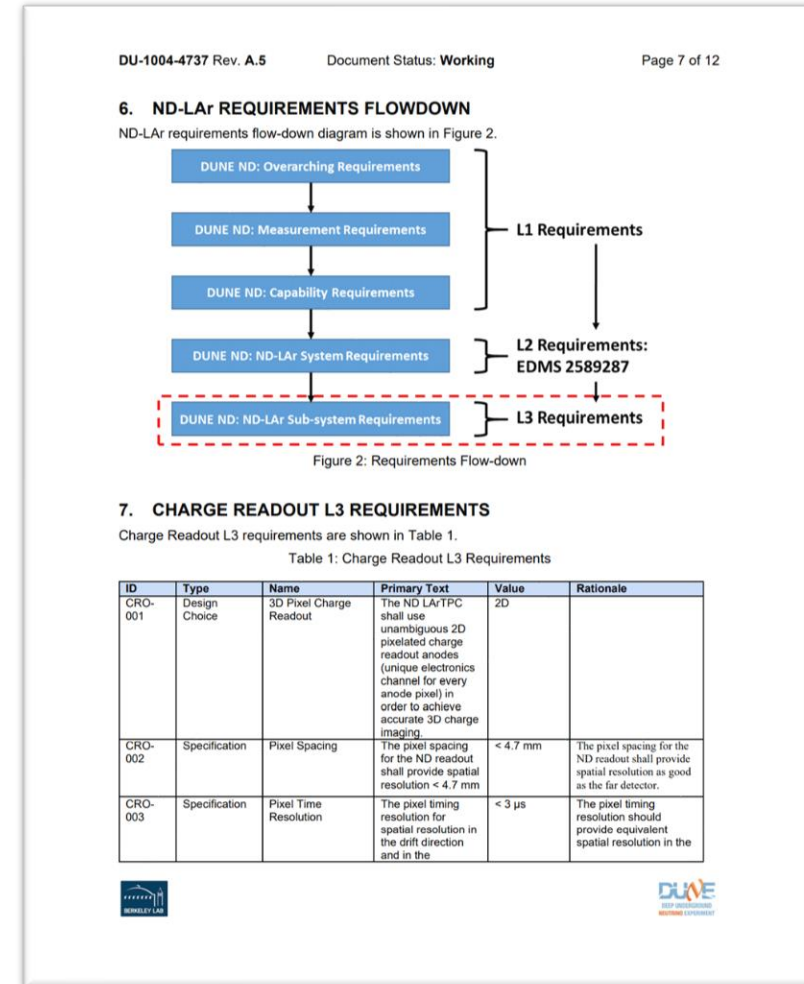 DU-1004-4737 Rev. A.5 Document Status: Working Page 7 of 12
6. ND-LAr REQUIREMENTS FLOWDOWN
ND-LAr requirements flow-down diagram is shown in Figure 2.
DUNE ND: Overarching Requirements
DUNE ND: Measurement Requirements
L1 Requirements
DUNE ND: Capability Requirements
DUNE ND: ND-LAr System Requirements
L2 Requirements:
EDMS 2589287
DUNE ND: ND-LAr Sub-system Requirements
L3 Requirements
Figure 2: Requirements Flow-down
7. CHARGE READOUT L3 REQUIREMENTS
Charge Readout L3 requirements are shown in Table 1.
Table 1: Charge Readout L3 Requirements
ID Type Name Primary Text Value Rationale
CRO- Design 3D Pixel Charge The ND LArTPC 2D
001 Choice Readout shall use
unambiguous 2D
pixelated charge
readout anodes
(unique electronics
channel for every
anode pixel) in
order to achieve
accurate 3D charge
imaging.
CRO- Specification Pixel Spacing The pixel spacing < 4.7 mm The pixel spacing for the
002 for the ND readout ND readout shall provide
shall provide spatial spatial resolution as good
resolution < 4.7 mm as the far detector.
CRO- Specification Pixel Time The pixel timing < 3 µs The pixel timing
003 Resolution resolution for resolution should
spatial resolution in provide equivalent
the drift direction spatial resolution in the
and in the
BERKELEY LAB
DUNE
DEEP UNDERGROUND
NEUTRINO EXPERIMENT